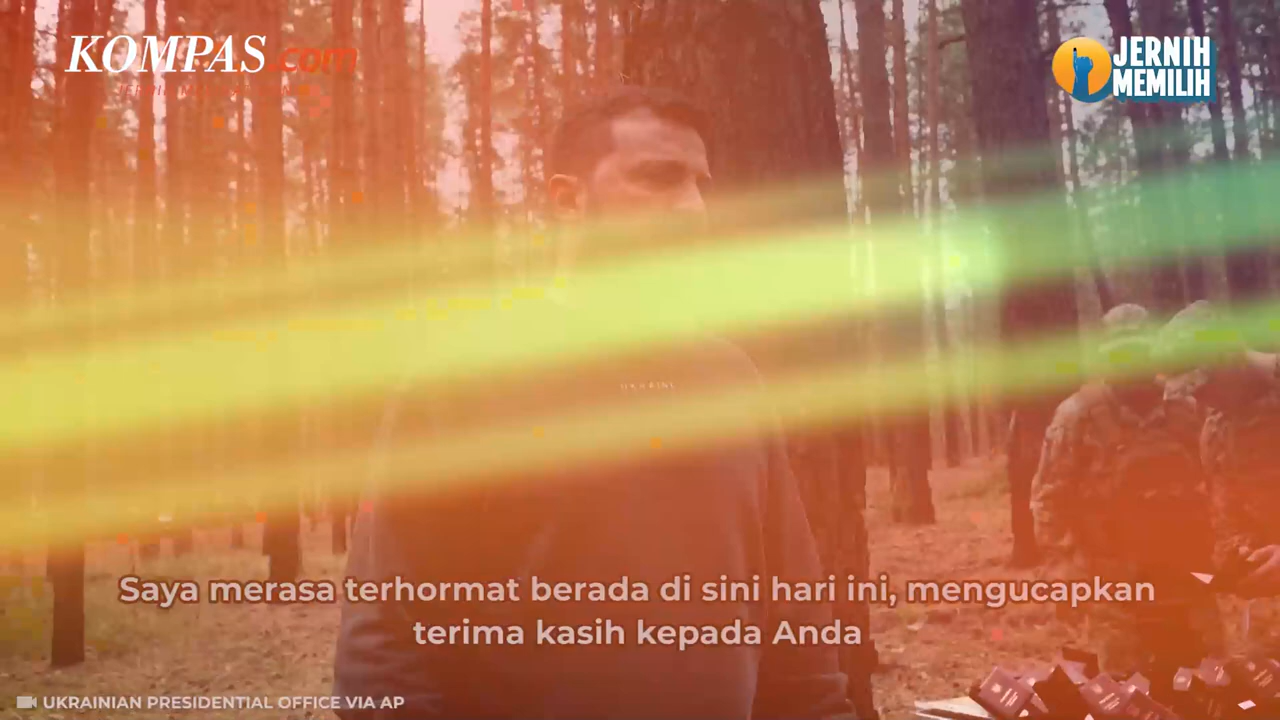 KOMPAS.com
JERNIH
MEMILIH
UKRAINE
Saya merasa terhormat berada di sini hari ini, mengucapkan
terima kasih kepada Anda
UKRAINIAN PRESIDENTIAL OFFICE VIA AP